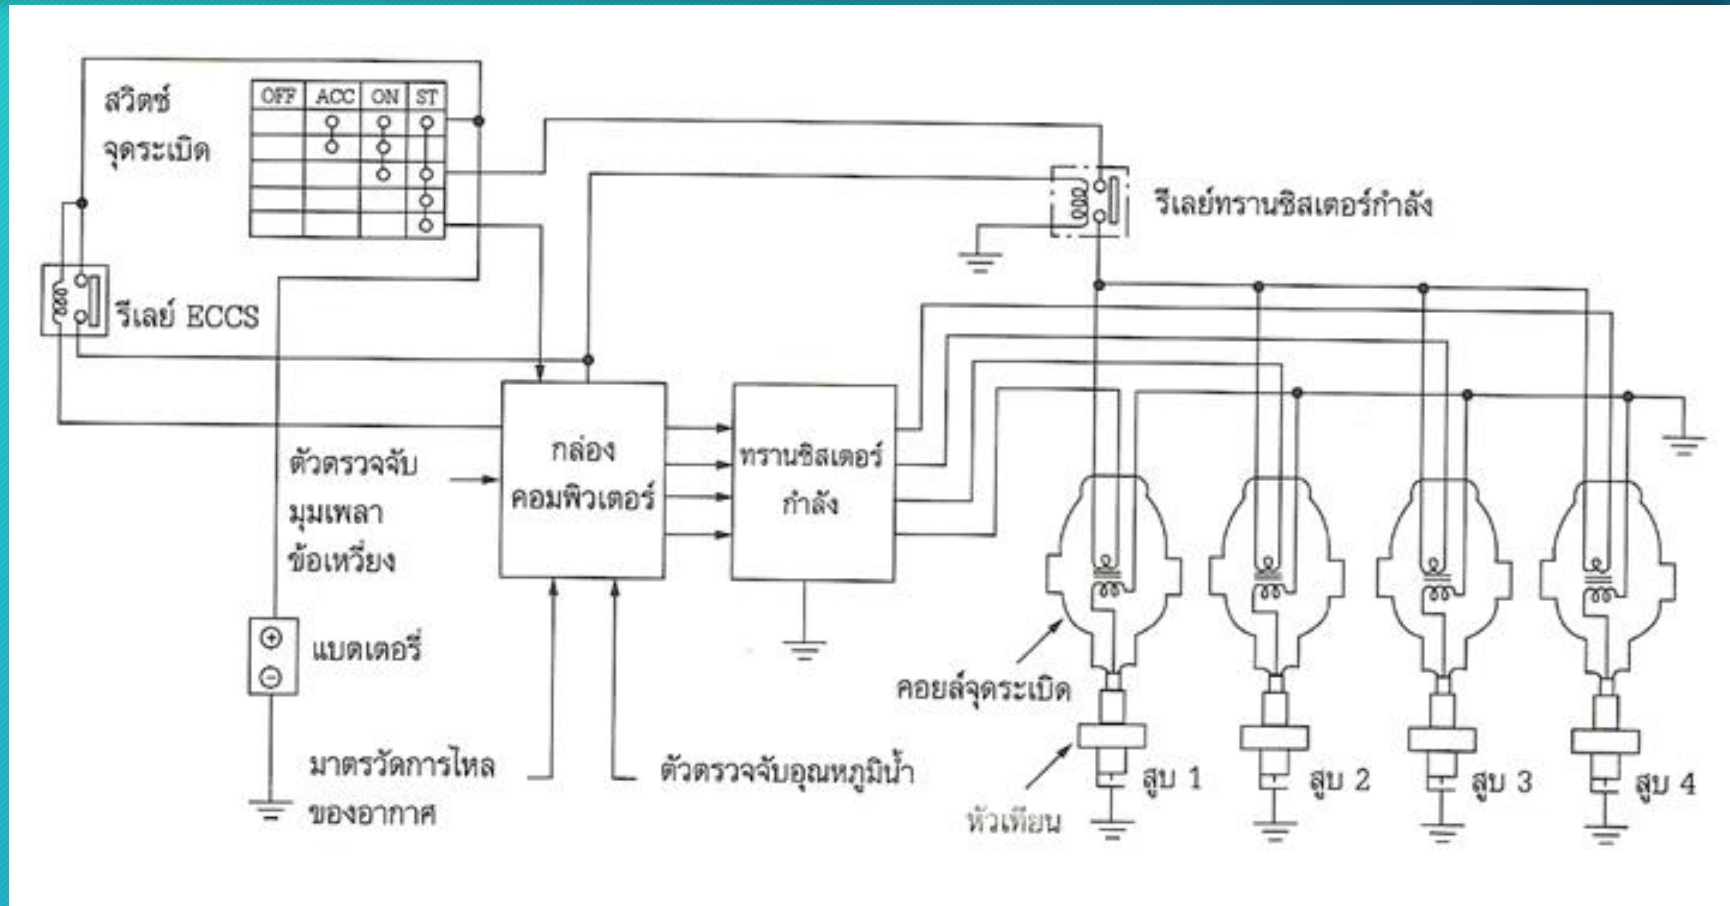 สวิตซ์
จุดระเบิด
OFF ACC ON ST
รีเลย์ทรานซิสเตอร์กำลัง
รีเลย์ ECCS
กล่อง
คอมพิวเตอร์
ทรานซิสเตอร์
กำลัง
ตัวตรวจจับ
มุมเพลา
ข้อเหวี่ยง
แบตเตอรี่
คอยล์จุดระเบิด
มาตรวัดการไหล
ของอากาศ
ตัวตรวจจับอุณหภูมิน้ำ
หัวเทียน
สูบ 1
สูบ 2
สูบ 3
สูบ 4